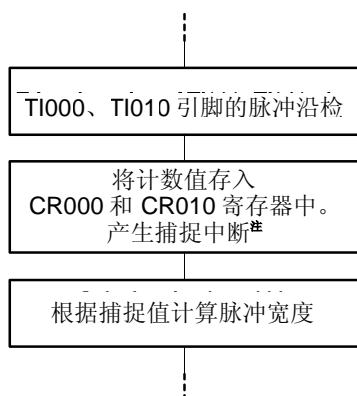 TI000、TI010 引脚的脉冲沿检
将计数值存入
CR000 和 CR010 寄存器中。
产生捕捉中断注
根据捕捉值计算脉冲宽度